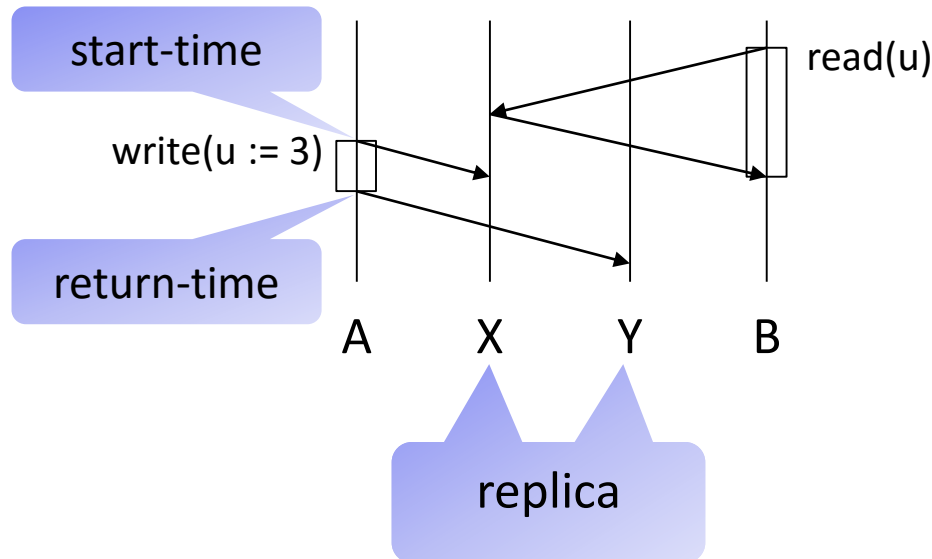 start-time
read(u)
write(u := 3)
return-time
A X Y B
replica